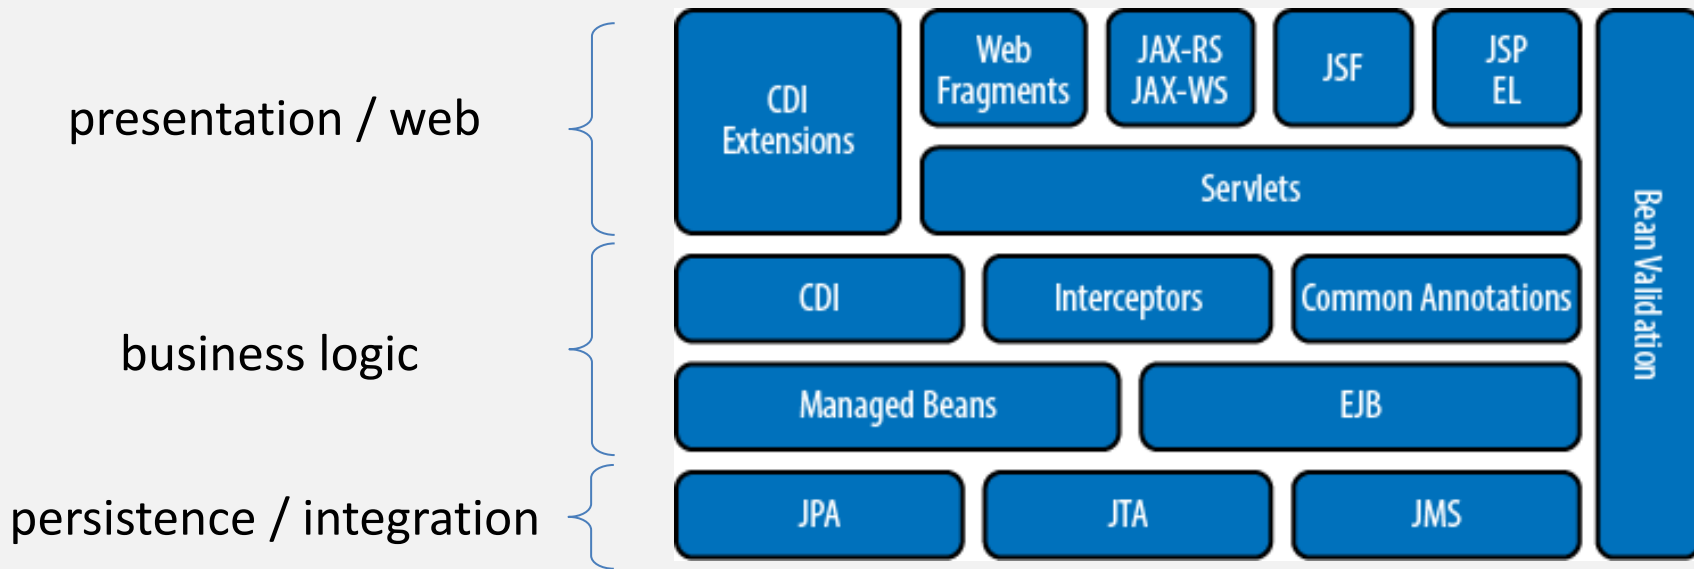 presentation / web
CDI
Extensions
Web
Fragments
JAX-RS
JAX-WS
JSF
JSP
EL
Servlets
business logic
CDI
Interceptors
Common Annotations
Managed Beans
EJB
persistence / integration
JPA
JTA
JMS
Bean Validation